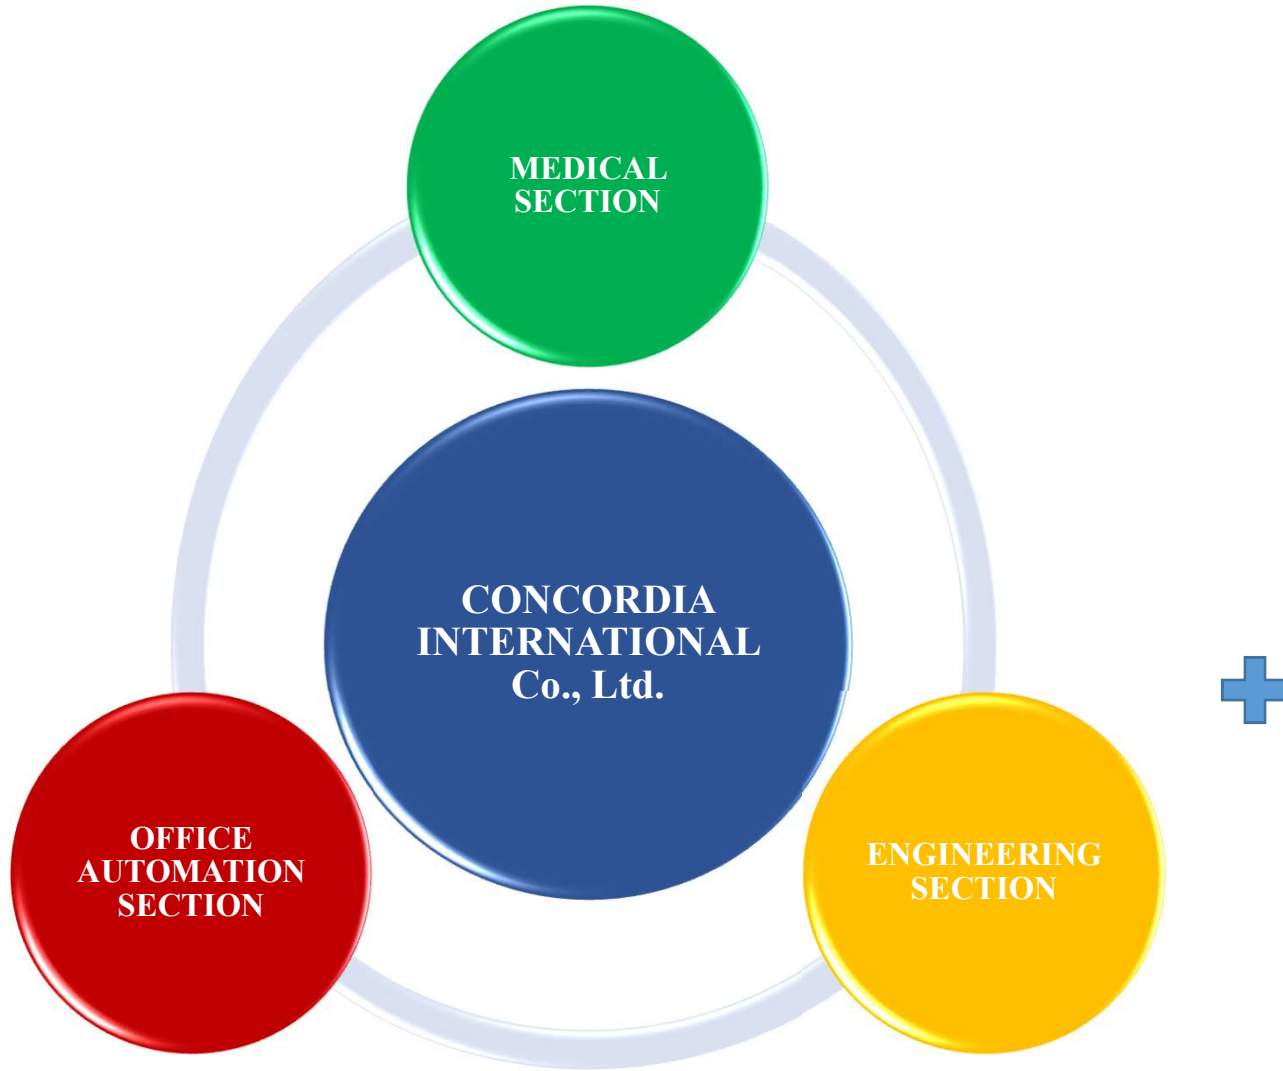 MEDICAL
SECTION
CONCORDIA
INTERNATIONAL
Co., Ltd.
OFFICE
AUTOMATION
SECTION
ENGINEERING
SECTION